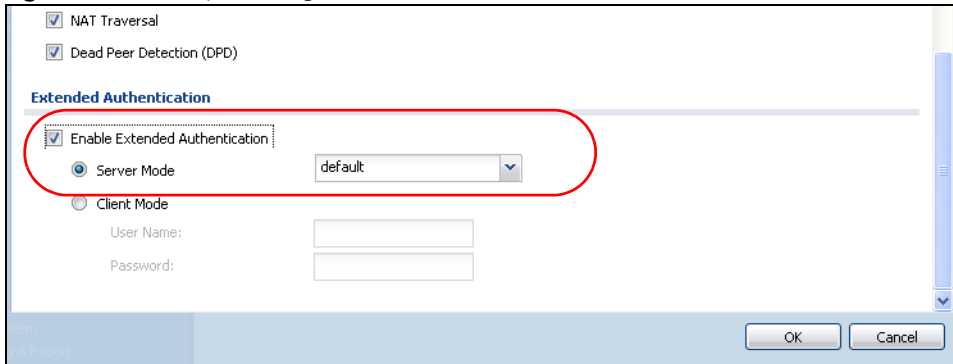 NAT Traversal
Dead Peer Detection (DPD)
Extended Authentication
Enable Extended Authentication
Server Mode default
Client Mode
User Name:
Password:
OK Cancel
& Report